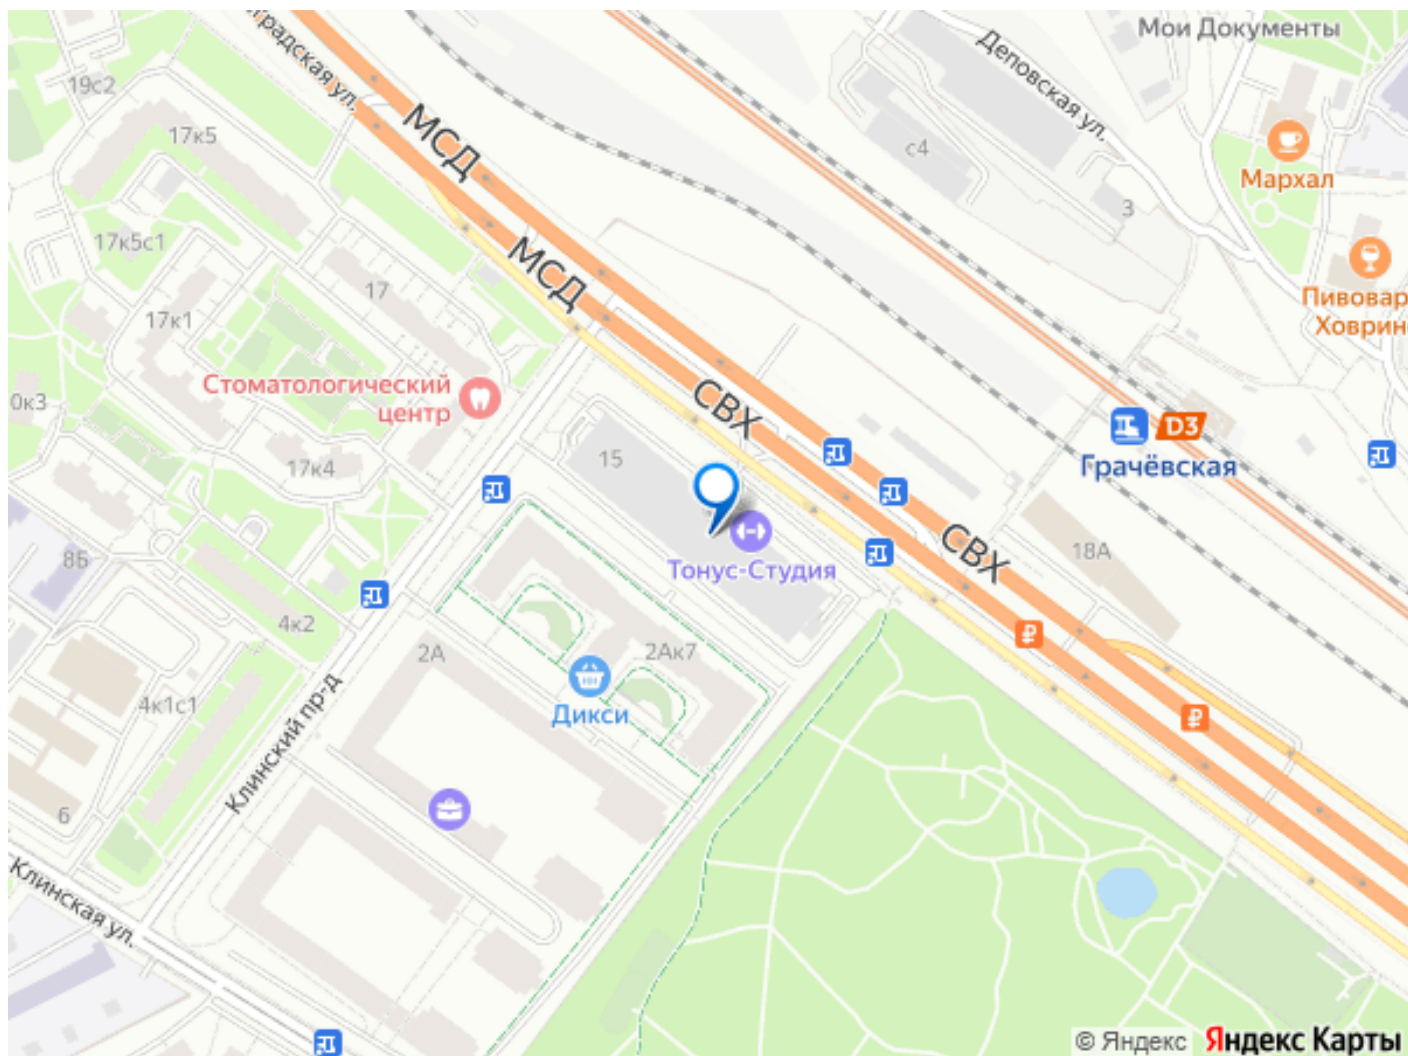 Мои Документы
Деповская ул.
градская ул.
19с2
17к5
МСД
с4
Мархал
3
17к5с1
МСД
Пивовар
Ховрин
17
17к1
Стоматологический
центр
СВХ
0к3
15
D3
Грачёвская
17к4
СВХ
18А
8Б
Тонус-Студия
4к2
2А
2Ак7
4к1с1
Дикси
Клинский пр-д
6
Клинская ул.
© Яндекс Яндекс Карты